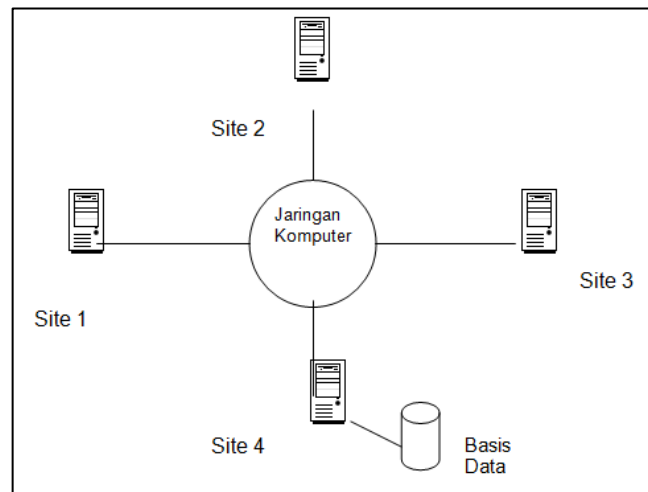 Site 2
Jaringan
Komputer
Site 1
Site 3
Site 4
Basis
Data